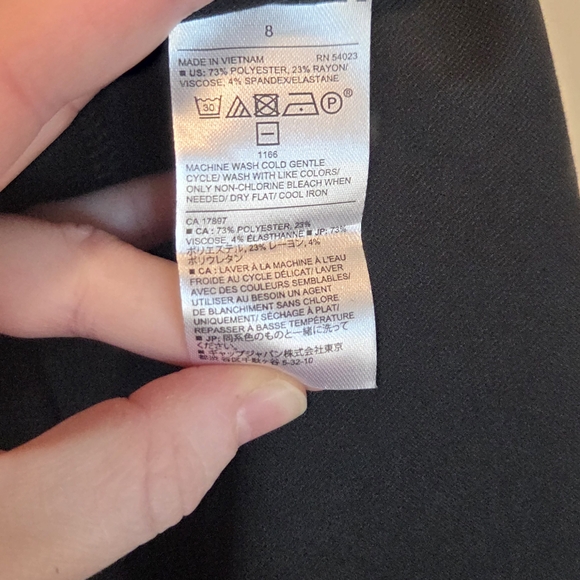 8
MADE IN VIETNAM RN 54023
■ US: 73% POLYESTER, 23% RAYON/
VISCOSE, 4% SPANDEX/ELASTANE
30 P ®
1166
MACHINE WASH COLD GENTLE
CYCLE/ WASH WITH LIKE COLORS/
ONLY NON-CHLORINE BLEACH WHEN
NEEDED/ DRY FLAT/ COOL IRON
CA 17897
■ CA : 73% POLYESTER, 23%
VISCOSE, 4% ÉLASTHANNE ■ JP: 73%
ポリエステル, 23% レーヨン, 4%
ポリウレタン
■ CA : LAVER À LA MACHINE À L'EAU
FROIDE AU CYCLE DÉLICAT/ LAVER
AVEC DES COULEURS SEMBLABLES/
UTILISER AU BESOIN UN AGENT
DE BLANCHIMENT SANS CHLORE
UNIQUEMENT/ SÉCHAGE À PLAT/
REPASSER À BASSE TEMPÉRATURE
■ JP: 同系色のものと一緒に洗って
ください。
■ ギャップジャパン株式会社東京
5-32-10